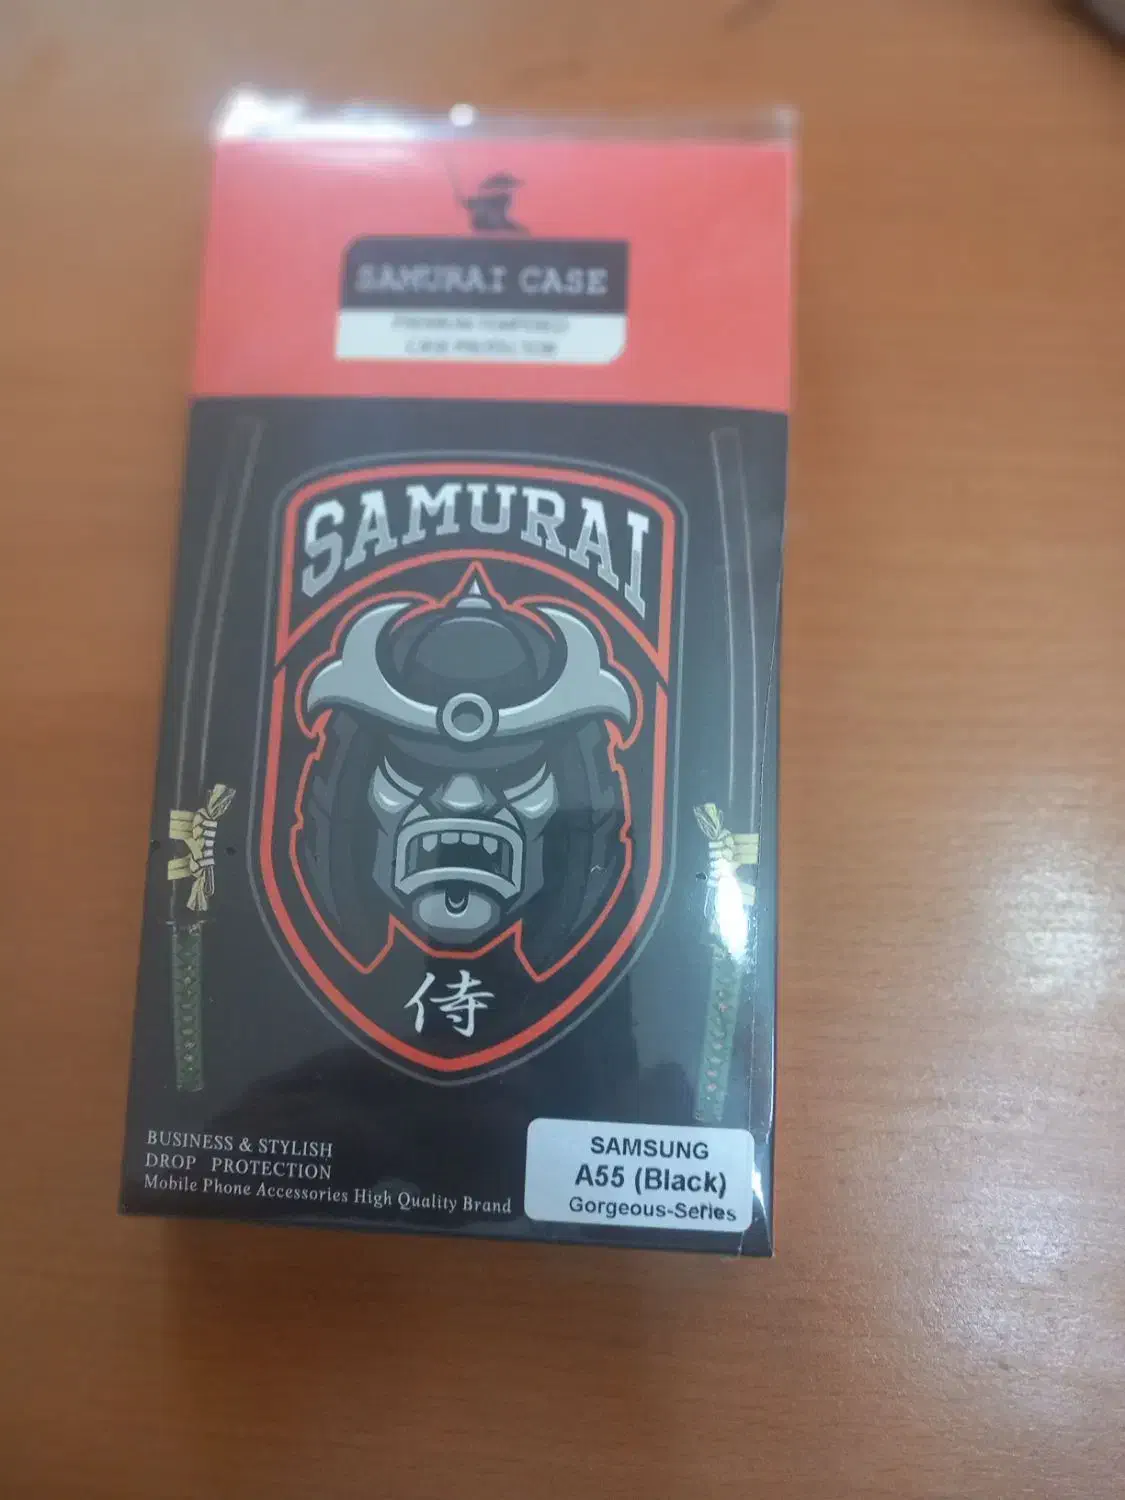 SAMURAI CASE
SAMURAI
侍
BUSINESS & STYLISH
DROP PROTECTION
Mobile Phone Accessories High Quality Brand
SAMSUNG
A55 (Black)
Gorgeous-Series